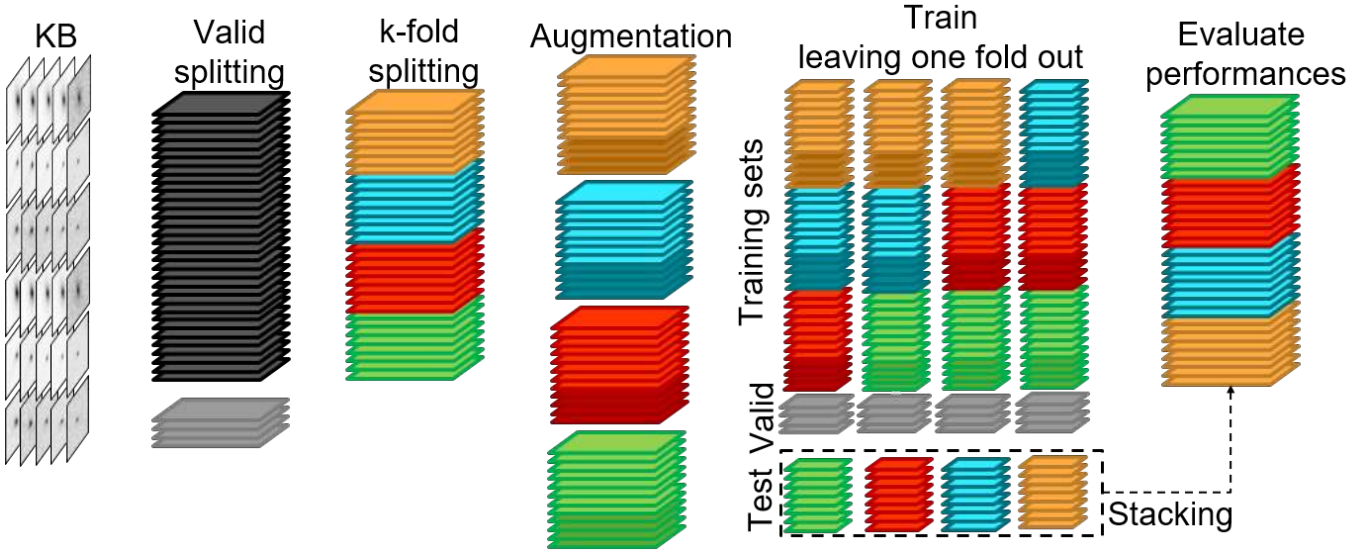 KB
Valid
splitting
k-fold
splitting
Augmentation
Train
leaving one fold out
Evaluate
performances
Training sets
Valid
Test
Stacking